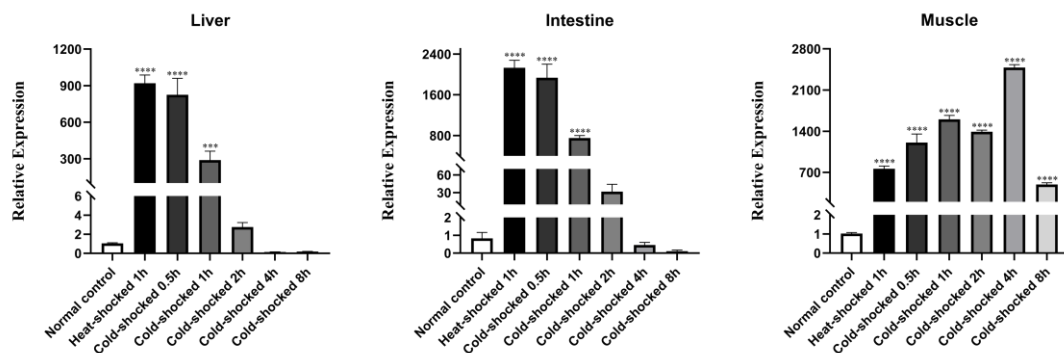 Liver
Relative Expression
1200
900
600
300
6
4
2
0
****
****
***
Normal control
Heat-shocked 1h
Cold-shocked 0.5h
Cold-shocked 1h
Cold-shocked 2h
Cold-shocked 4h
Cold-shocked 8h
Intestine
Relative Expression
2400
1600
800
60
30
2
1
0
****
****
****
Normal control
Heat-shocked 1h
Cold-shocked 0.5h
Cold-shocked 1h
Cold-shocked 2h
Cold-shocked 4h
Cold-shocked 8h
Muscle
Relative Expression
2800
2100
1400
700
2
1
0
****
****
****
****
****
****
Normal control
Heat-shocked 1h
Cold-shocked 0.5h
Cold-shocked 1h
Cold-shocked 2h
Cold-shocked 4h
Cold-shocked 8h